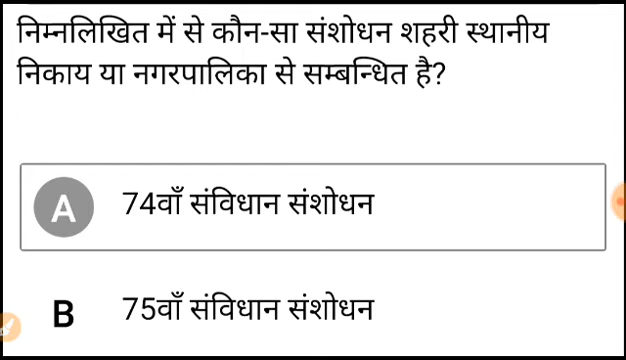 निम्नलिखित में से कौन-सा संशोधन शहरी स्थानीय
निकाय या नगरपालिका से सम्बन्धित है?
A 74वाँ संविधान संशोधन
B 75वाँ संविधान संशोधन